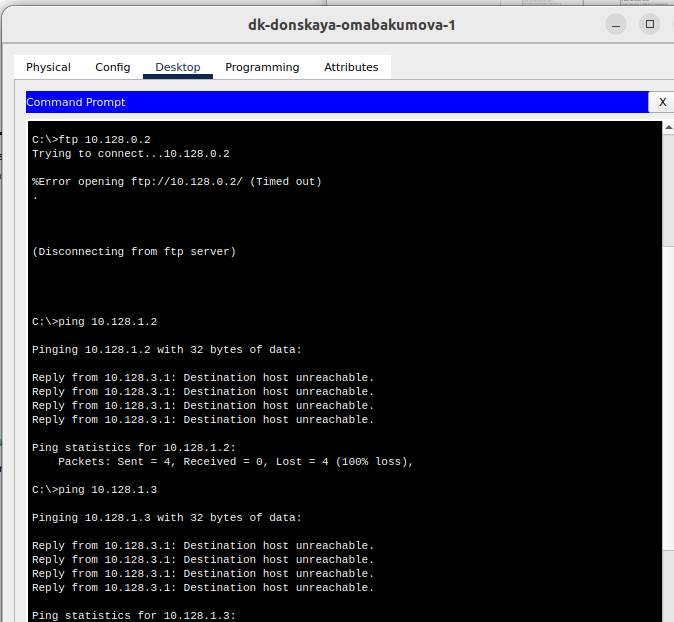 dk-donskaya-omabakumova-1
Physical Config Desktop Programming Attributes
Command Prompt
X
C:\>ftp 10.128.0.2
Trying to connect...10.128.0.2
%Error opening ftp://10.128.0.2/ (Timed out)
.
(Disconnecting from ftp server)
C:\>ping 10.128.1.2
Pinging 10.128.1.2 with 32 bytes of data:
Reply from 10.128.3.1: Destination host unreachable.
Reply from 10.128.3.1: Destination host unreachable.
Reply from 10.128.3.1: Destination host unreachable.
Reply from 10.128.3.1: Destination host unreachable.
Ping statistics for 10.128.1.2:
Packets: Sent = 4, Received = 0, Lost = 4 (100% loss),
C:\>ping 10.128.1.3
Pinging 10.128.1.3 with 32 bytes of data:
Reply from 10.128.3.1: Destination host unreachable.
Reply from 10.128.3.1: Destination host unreachable.
Reply from 10.128.3.1: Destination host unreachable.
Reply from 10.128.3.1: Destination host unreachable.
Ping statistics for 10.128.1.3: